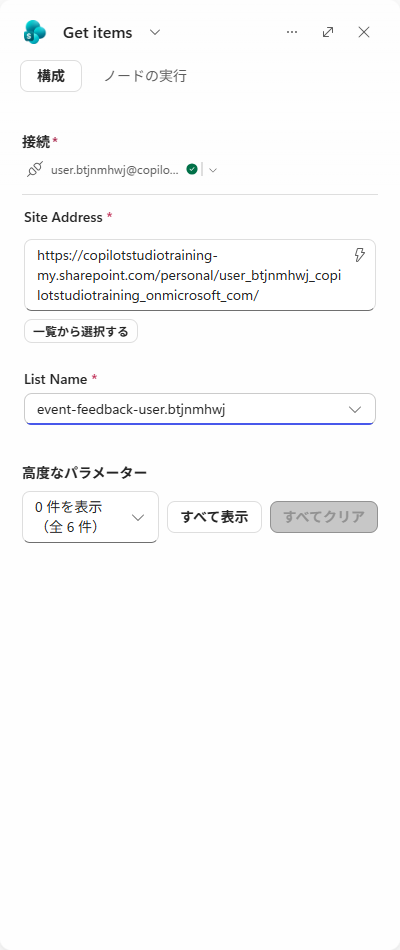 Get items
構成
ノードの実行
接続*
user.btjnmhwj@copilo...
Site Address *
https://copilotstudiotraining-
my.sharepoint.com/personal/user_btjnmhwj_copi
lotstudiotraining_onmicrosoft_com/
一覧から選択する
List Name *
event-feedback-user.btjnmhwj
高度なパラメーター
0 件を表示
（全 6 件）
すべて表示
すべてクリア